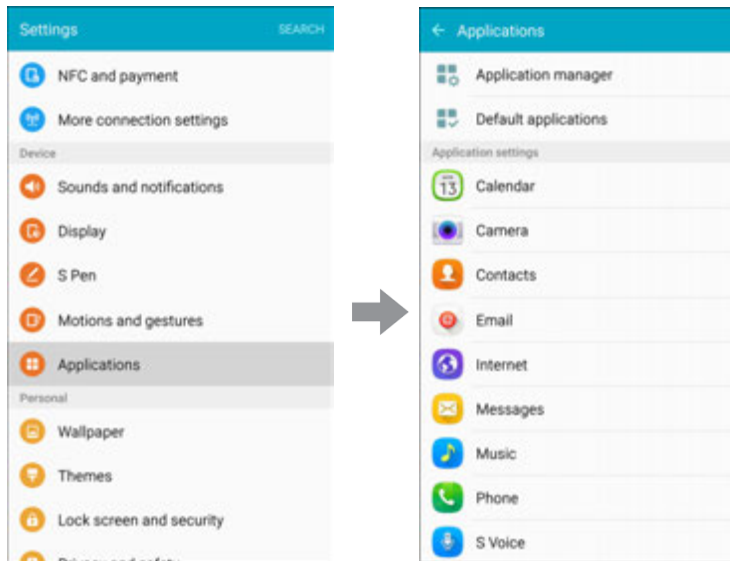 Settings
SEARCH
NFC and payment
More connection settings
Device
Sounds and notifications
Display
S Pen
Motions and gestures
Applications
Personal
Wallpaper
Themes
Lock screen and security
Applications
Application manager
Default applications
Application settings
13
Calendar
Camera
Contacts
Email
Internet
Messages
Music
Phone
S Voice